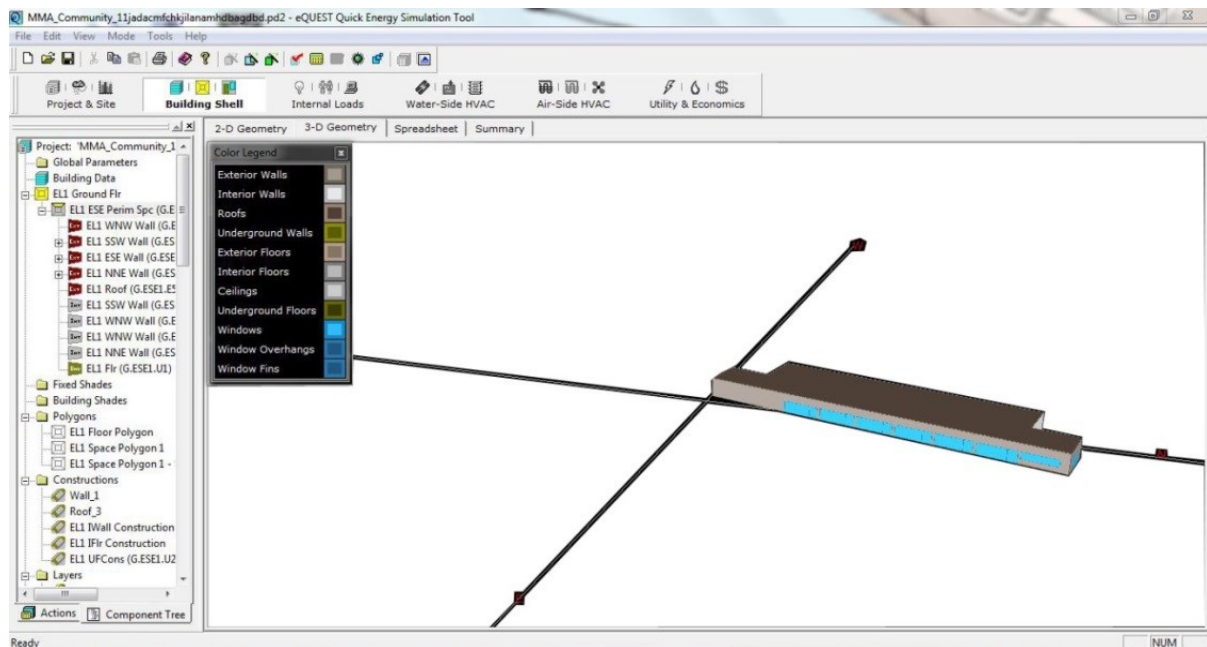 MMA_Community_11jadacmfchkjilanamhdbagdbd.pd2 - eQUEST Quick Energy Simulation Tool
File Edit View Mode Tools Help
Project & Site Building Shell Internal Loads Water-Side HVAC Air-Side HVAC Utility & Economics
2-D Geometry 3-D Geometry Spreadsheet Summary
Project: 'MMA_Community_1
Global Parameters
Building Data
EL1 Ground Flr
EL1 ESE Perim Spc (G.E
EL1 WNW Wall (G.E
EL1 SSW Wall (G.ES
EL1 ESE Wall (G.ESE
EL1 NNE Wall (G.ES
EL1 Roof (G.ESE1.E
EL1 SSW Wall (G.ES
EL1 WNW Wall (G.E
EL1 WNW Wall (G.E
EL1 NNE Wall (G.ES
EL1 Flr (G.ESE1.U1)
Fixed Shades
Building Shades
Polygons
EL1 Floor Polygon
EL1 Space Polygon 1
EL1 Space Polygon 1 -
Constructions
Wall_1
Roof_3
EL1 IWall Construction
EL1 IFlr Construction
EL1 UFCons (G.ESE1.U2
Layers
Actions Component Tree
Color Legend
Exterior Walls
Interior Walls
Roofs
Underground Walls
Exterior Floors
Interior Floors
Ceilings
Underground Floors
Windows
Window Overhangs
Window Fins
Ready NUM